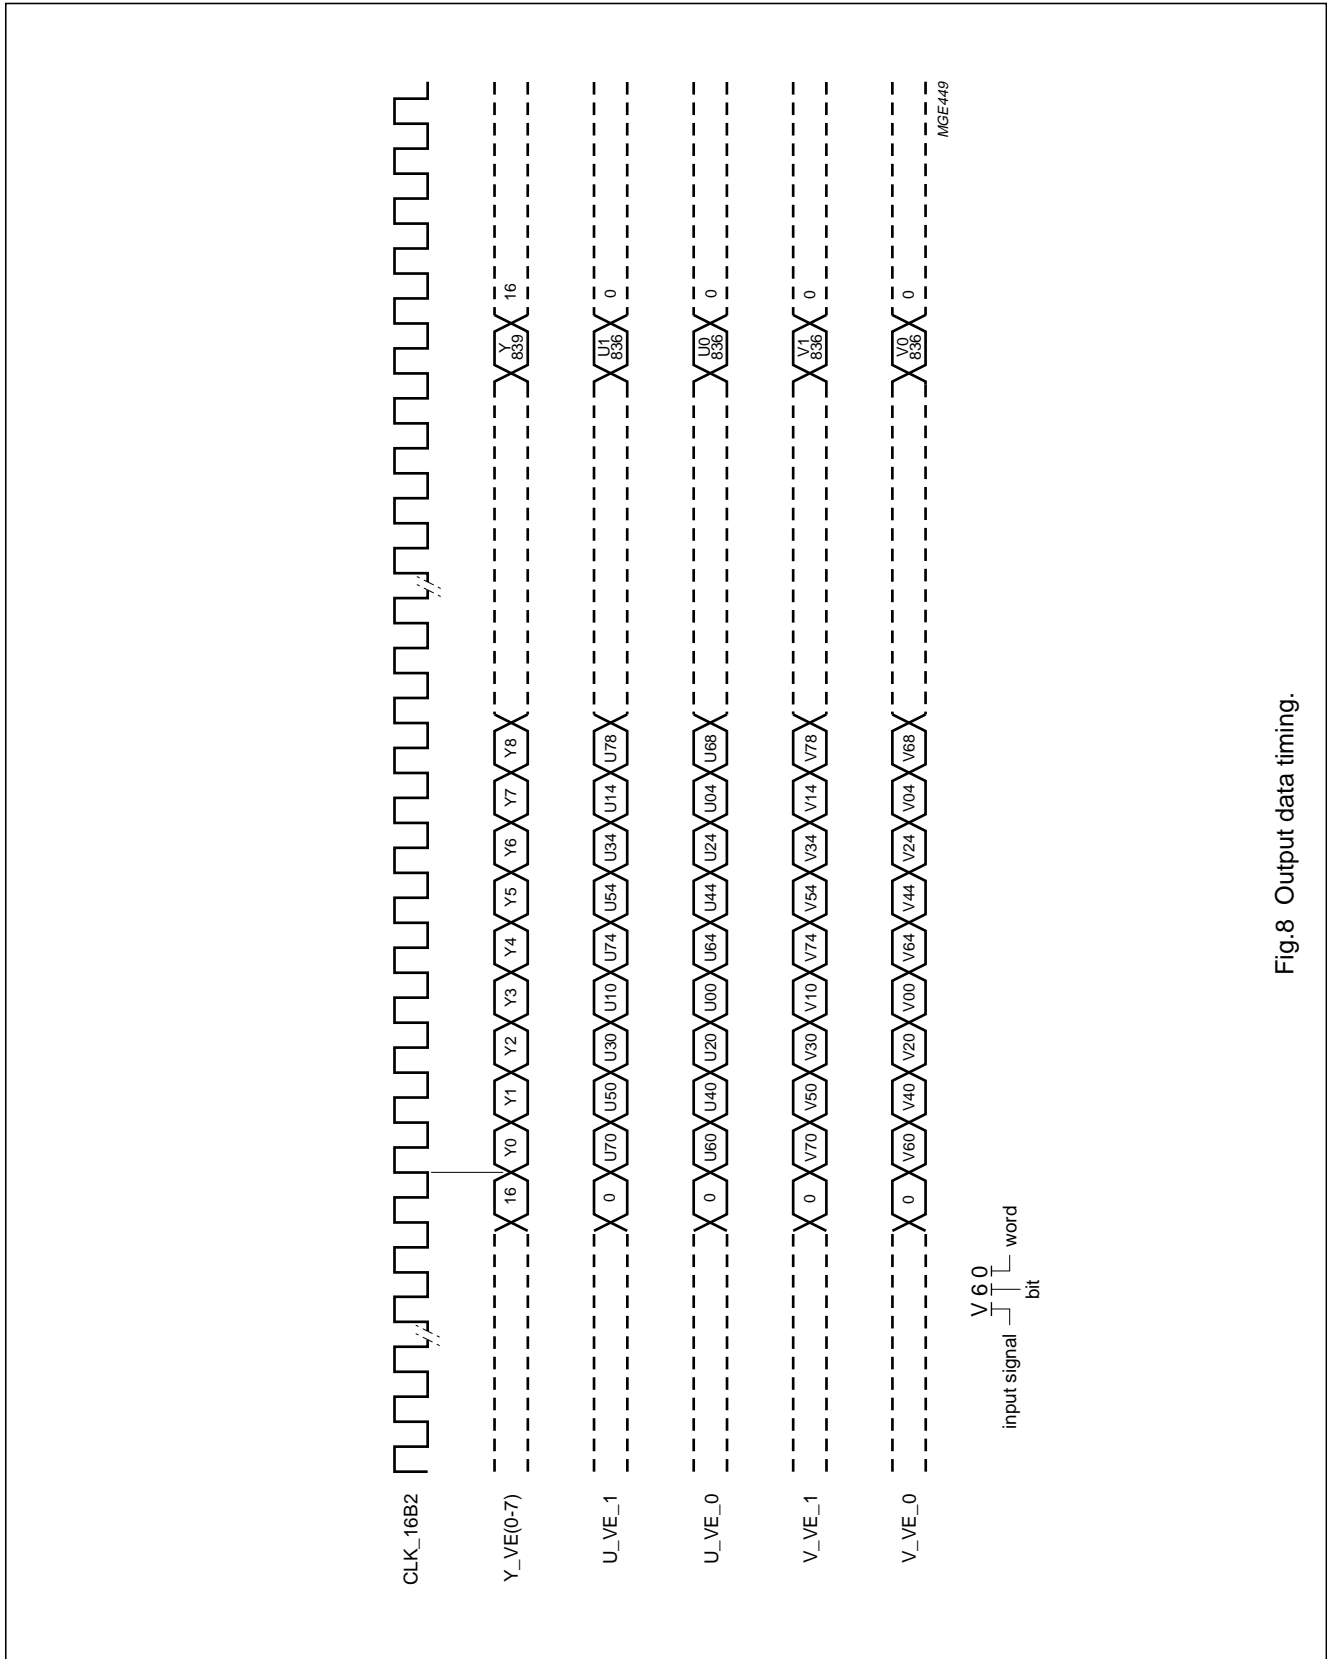 CLK_16B2
Y_VE(0-7)
16 Y0 Y1 Y2 Y3 Y4 Y5 Y6 Y7 Y8 Y 839 16
U_VE_1
0 U70 U50 U30 U10 U74 U54 U34 U14 U78 U1 836 0
U_VE_0
0 U60 U40 U20 U00 U64 U44 U24 U04 U68 U0 836 0
V_VE_1
0 V70 V50 V30 V10 V74 V54 V34 V14 V78 V1 836 0
V_VE_0
0 V60 V40 V20 V00 V64 V44 V24 V04 V68 V0 836 0
MGE449
V 6 0
input signal
word
bit
Fig.8 Output data timing.